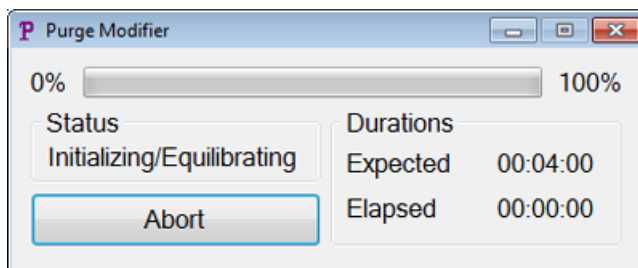 Purge Modifier
0% 100%
Status
Initializing/Equilibrating
Abort
Durations
Expected 00:04:00
Elapsed 00:00:00